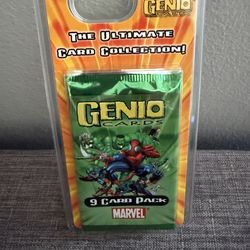 GENIO
CARDS
THE ULTIMATE
CARD COLLECTION!
GENIO
CARDS
9 CARD PACK
MARVEL